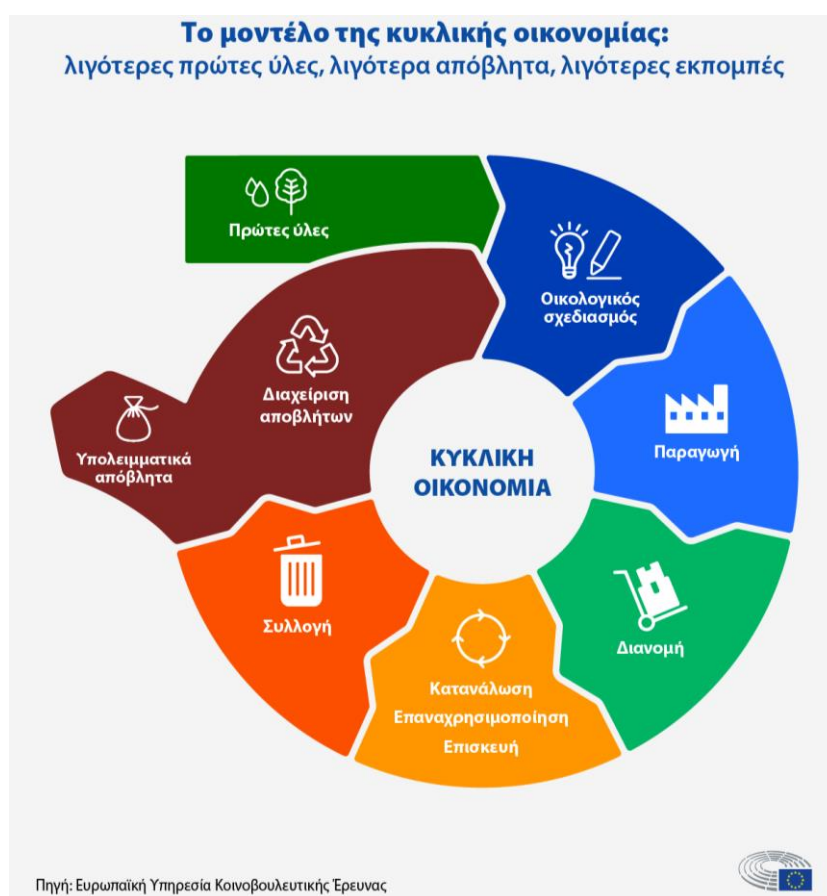 Το μοντέλο της κυκλικής οικονομίας:
λιγότερες πρώτες ύλες, λιγότερα απόβλητα, λιγότερες εκπομπές
Πρώτες ύλες
Οικολογικός
σχεδιασμός
Παραγωγή
Διανομή
Κατανάλωση
Επαναχρησιμοποίηση
Επισκευή
Συλλογή
Διαχείριση
αποβλήτων
Υπολειμματικά
απόβλητα
ΚΥΚΛΙΚΗ
ΟΙΚΟΝΟΜΙΑ
Πηγή: Ευρωπαϊκή Υπηρεσία Κοινοβουλευτικής Έρευνας